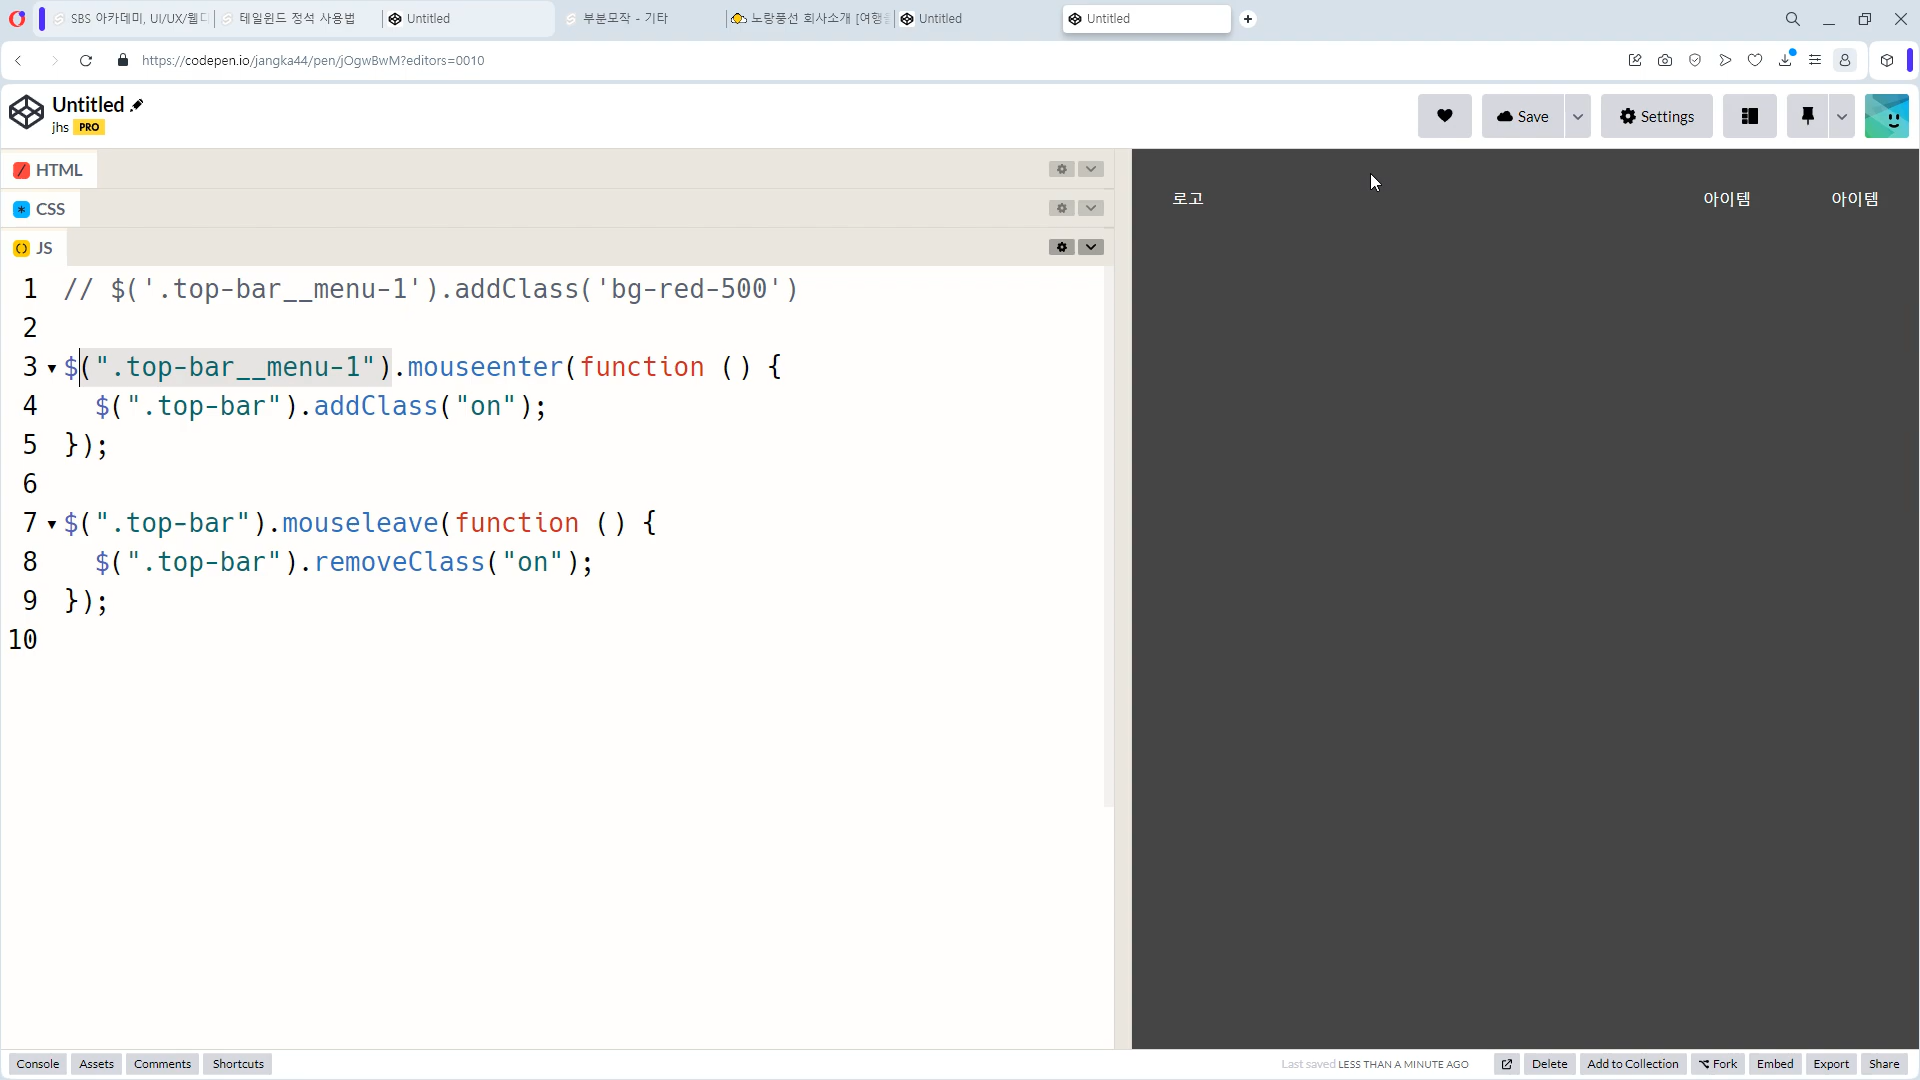 SBS 아카데미, UI/UX/웹디
테일윈드 정석 사용법
Untitled
부분모작 - 기타
노랑풍선 회사소개 [여행
Untitled
Untitled
https://codepen.io/jangka44/pen/jOgwBwM?editors=0010
Untitled
jhs PRO
Save
Settings
HTML
CSS
JS
1 // $('.top-bar__menu-1').addClass('bg-red-500')
2
3 $(".top-bar__menu-1").mouseenter(function () {
4 $(".top-bar").addClass("on");
5 });
6
7 $(".top-bar").mouseleave(function () {
8 $(".top-bar").removeClass("on");
9 });
10
로고 아이템 아이템
Console Assets Comments Shortcuts
Last saved LESS THAN A MINUTE AGO
Delete Add to Collection Fork Embed Export Share